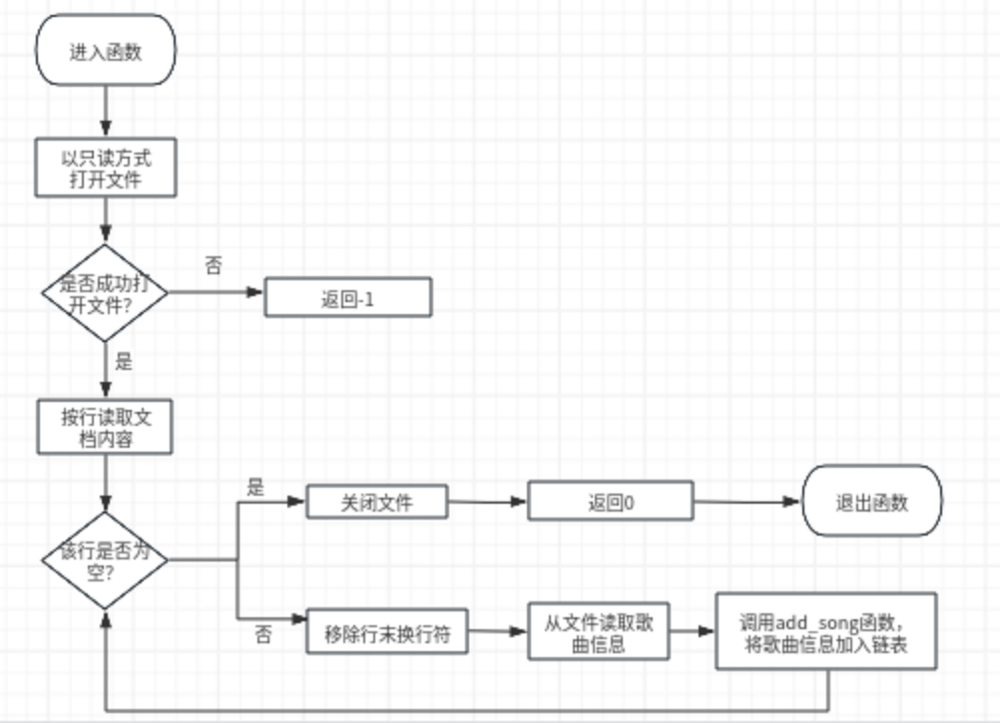 进入函数
以只读方式
打开文件
是否成功打
开文件?
否
返回-1
是
按行读取文
档内容
该行是否为
空?
是
关闭文件
返回0
退出函数
否
移除行末换行符
从文件读取歌
曲信息
调用add_song函数，
将歌曲信息加入链表